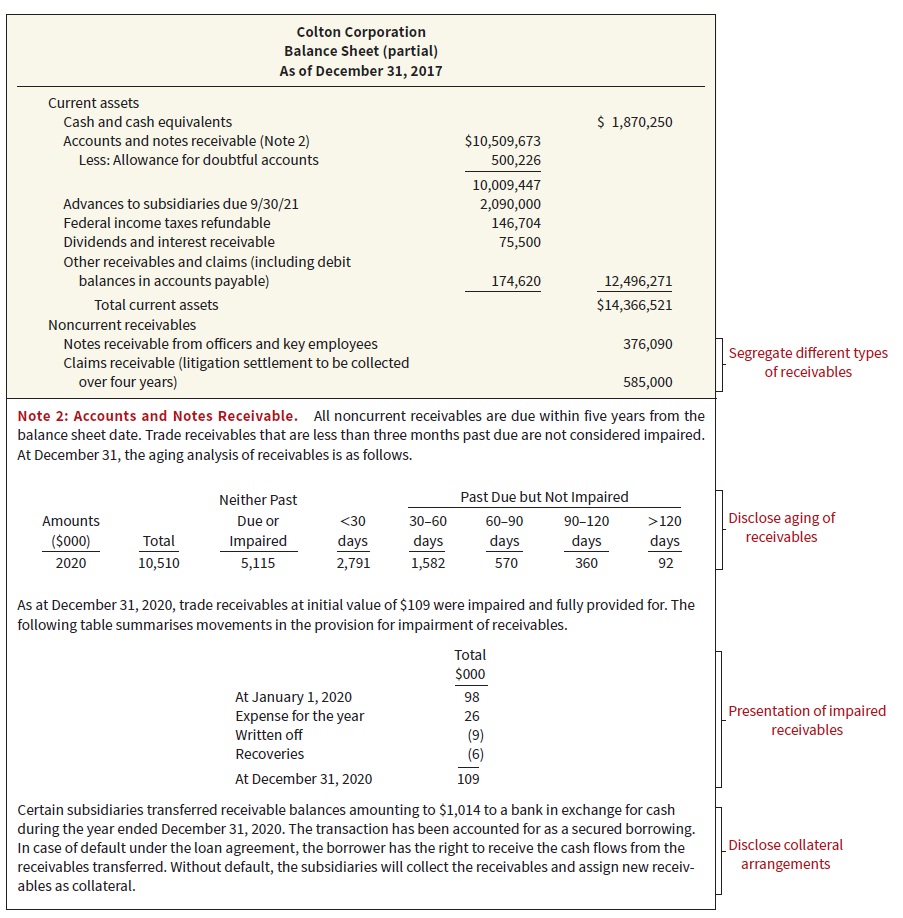 Colton Corporation
Balance Sheet (partial)
As of December 31, 2017
Current assets
Cash and cash equivalents $ 1,870,250
Accounts and notes receivable (Note 2) $10,509,673
Less: Allowance for doubtful accounts 500,226
10,009,447
Advances to subsidiaries due 9/30/21 2,090,000
Federal income taxes refundable 146,704
Dividends and interest receivable 75,500
Other receivables and claims (including debit
balances in accounts payable) 174,620 12,496,271
Total current assets $14,366,521
Noncurrent receivables
Notes receivable from officers and key employees 376,090
Claims receivable (litigation settlement to be collected
over four years) 585,000
Segregate different types
of receivables
Note 2: Accounts and Notes Receivable. All noncurrent receivables are due within five years from the
balance sheet date. Trade receivables that are less than three months past due are not considered impaired.
At December 31, the aging analysis of receivables is as follows.
Neither Past Past Due but Not Impaired
Amounts Due or <30 30–60 60–90 90–120 >120
($000) Total Impaired days days days days days
2020 10,510 5,115 2,791 1,582 570 360 92
Disclose aging of
receivables
As at December 31, 2020, trade receivables at initial value of $109 were impaired and fully provided for. The
following table summarises movements in the provision for impairment of receivables.
Total
$000
At January 1, 2020 98
Expense for the year 26
Written off (9)
Recoveries (6)
At December 31, 2020 109
Presentation of impaired
receivables
Certain subsidiaries transferred receivable balances amounting to $1,014 to a bank in exchange for cash
during the year ended December 31, 2020. The transaction has been accounted for as a secured borrowing.
In case of default under the loan agreement, the borrower has the right to receive the cash flows from the
receivables transferred. Without default, the subsidiaries will collect the receivables and assign new receiv-
ables as collateral.
Disclose collateral
arrangements